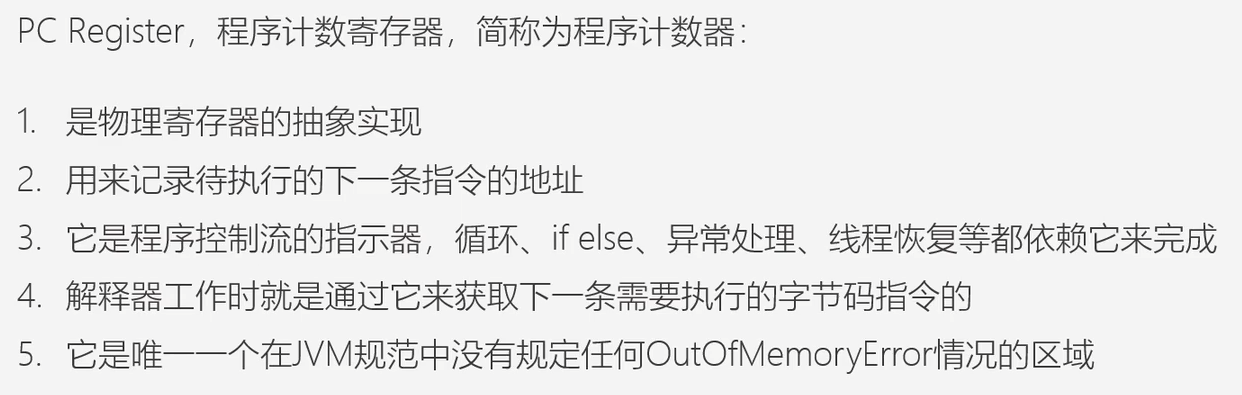 PC Register，程序计数寄存器，简称为程序计数器：
1. 是物理寄存器的抽象实现
2. 用来记录待执行的下一条指令的地址
3. 它是程序控制流的指示器，循环、if else、异常处理、线程恢复等都依赖它来完成
4. 解释器工作时就是通过它来获取下一条需要执行的字节码指令的
5. 它是唯一一个在JVM规范中没有规定任何OutOfMemoryError情况的区域